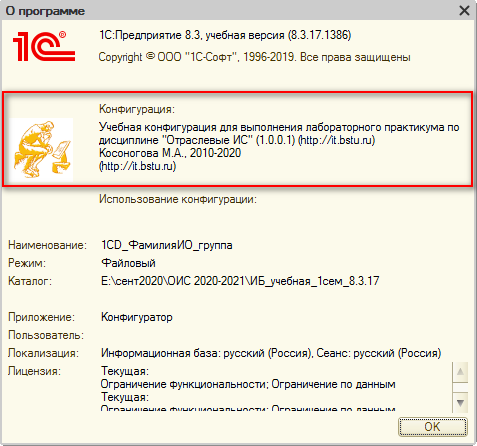 О программе
1С:Предприятие 8.3, учебная версия (8.3.17.1386)
Copyright © ООО "1С-Софт", 1996-2019. Все права защищены
Конфигурация:
Учебная конфигурация для выполнения лабораторного практикума по
дисциплине "Отраслевые ИС" (1.0.0.1) (http://it.bstu.ru)
Косоногова М.А., 2010-2020
(http://it.bstu.ru)
Использование конфигурации:
Наименование: 1CD_ФамилияИО_группа
Режим: Файловый
Каталог: E:\сент2020\ОИС 2020-2021\ИБ_учебная_1сем_8.3.17
Приложение: Конфигуратор
Пользователь:
Локализация: Информационная база: русский (Россия), Сеанс: русский (Россия)
Лицензия: Текущая:
Ограничение функциональности; Ограничение по данным
Текущая:
Ограничение функциональности; Ограничение по данным
OK